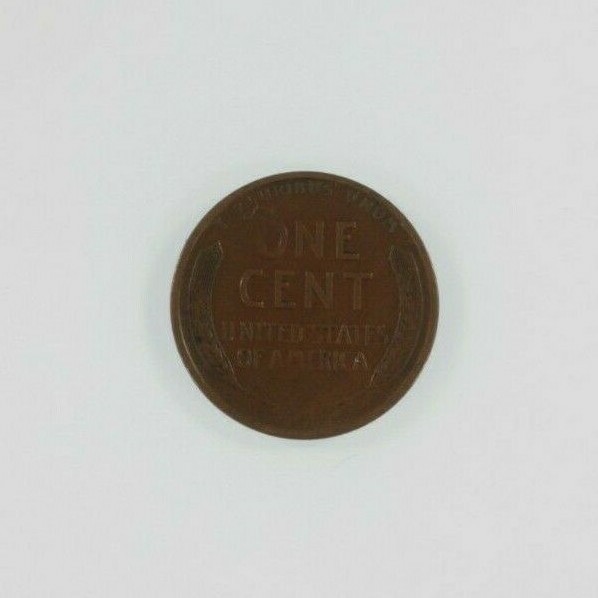 E PLURIBUS UNUM
ONE
CENT
UNITED STATES
OF AMERICA